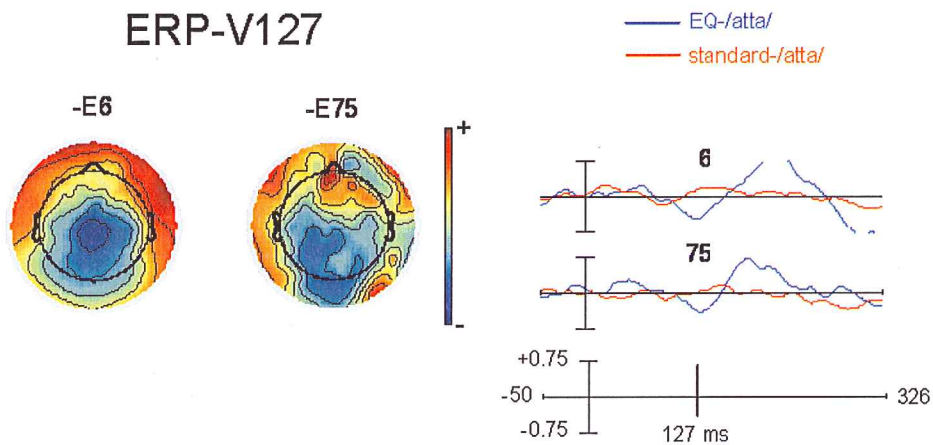 ERP-V127
EQ-/atta/
standard-/atta/
-E6
-E75
+
-
6
75
+0.75
-50
326
-0.75
127 ms